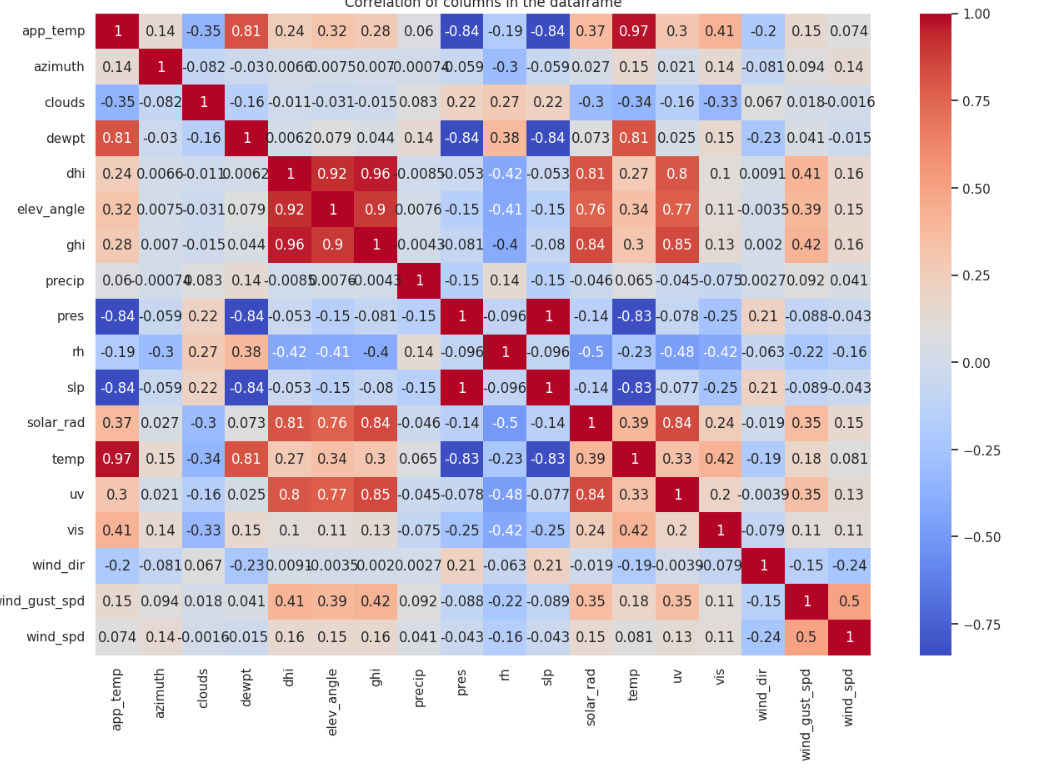 Correlation of columns in the dataframe
app_temp 1 0.14 -0.35 0.81 0.24 0.32 0.28 0.06 -0.84 -0.19 -0.84 0.37 0.97 0.3 0.41 -0.2 0.15 0.074 1.00
azimuth 0.14 1 -0.082 -0.03 0.0066 0.0075 0.007 0.00074 -0.059 -0.3 -0.059 0.027 0.15 0.021 0.14 -0.081 0.094 0.14
clouds -0.35 -0.082 1 -0.16 -0.011 -0.031 -0.015 0.083 0.22 0.27 0.22 -0.3 -0.34 -0.16 -0.33 0.067 0.018 -0.0016 0.75
dewpt 0.81 -0.03 -0.16 1 0.0062 0.079 0.044 0.14 -0.84 0.38 -0.84 0.073 0.81 0.025 0.15 -0.23 0.041 -0.015
dhi 0.24 0.0066 -0.011 0.0062 1 0.92 0.96 -0.0085 -0.053 -0.42 -0.053 0.81 0.27 0.8 0.1 0.0091 0.41 0.16 0.50
elev_angle 0.32 0.0075 -0.031 0.079 0.92 1 0.9 0.0076 -0.15 -0.41 -0.15 0.76 0.34 0.77 0.11 -0.0035 0.39 0.15
ghi 0.28 0.007 -0.015 0.044 0.96 0.9 1 0.0043 -0.081 -0.4 -0.08 0.84 0.3 0.85 0.13 0.002 0.42 0.16
precip 0.06 0.083 0.14 -0.0085 1 -0.15 0.14 -0.15 -0.046 0.065 -0.045 -0.075 0.0027 0.092 0.041 0.25
pres -0.84 -0.059 0.22 -0.84 -0.053 -0.15 -0.081 -0.15 1 -0.096 1 -0.14 -0.83 -0.078 -0.25 0.21 -0.088 -0.043
rh -0.19 -0.3 0.27 0.38 -0.42 -0.41 -0.4 0.14 -0.096 1 -0.096 -0.5 -0.23 -0.48 -0.42 -0.063 -0.22 -0.16 0.00
slp -0.84 -0.059 0.22 -0.84 -0.053 -0.15 -0.08 -0.15 1 -0.096 1 -0.14 -0.83 -0.077 -0.25 0.21 -0.089 -0.043
solar_rad 0.37 0.027 -0.3 0.073 0.81 0.76 0.84 -0.046 -0.14 -0.5 -0.14 1 0.39 0.84 0.24 -0.019 0.35 0.15
temp 0.97 0.15 -0.34 0.81 0.27 0.34 0.3 0.065 -0.83 -0.23 -0.83 0.39 1 0.33 0.42 -0.19 0.18 0.081 −0.25
uv 0.3 0.021 -0.16 0.025 0.8 0.77 0.85 -0.045 -0.078 -0.48 -0.077 0.84 0.33 1 0.2 -0.0039 0.35 0.13
vis 0.41 0.14 -0.33 0.15 0.1 0.11 0.13 -0.075 -0.25 -0.42 -0.25 0.24 0.42 0.2 1 -0.079 0.11 0.11 −0.50
wind_dir -0.2 -0.081 0.067 -0.23 0.0091 -0.0035 0.002 0.0027 0.21 -0.063 0.21 -0.019 -0.19 -0.0039 -0.079 1 -0.15 -0.24
ind_gust_spd 0.15 0.094 0.018 0.041 0.41 0.39 0.42 0.092 -0.088 -0.22 -0.089 0.35 0.18 0.35 0.11 -0.15 1 0.5
wind_spd 0.074 0.14 -0.0016 -0.015 0.16 0.15 0.16 0.041 -0.043 -0.16 -0.043 0.15 0.081 0.13 0.11 -0.24 0.5 1 −0.75
app_temp azimuth clouds dewpt dhi elev_angle ghi precip pres rh slp solar_rad temp uv vis wind_dir wind_gust_spd wind_spd